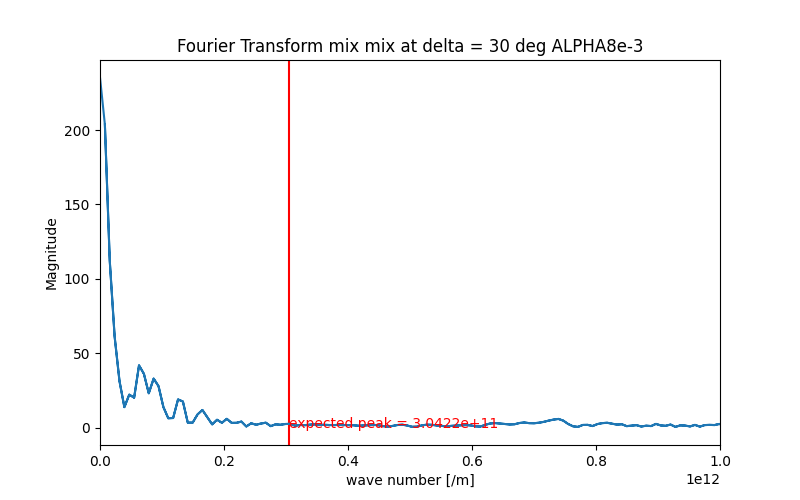 Fourier Transform mix mix at delta = 30 deg ALPHA8e-3
Magnitude
200
150
100
50
0
expected peak = 3.0422e+11
0.0 0.2 0.4 0.6 0.8 1.0
1e12
wave number [/m]